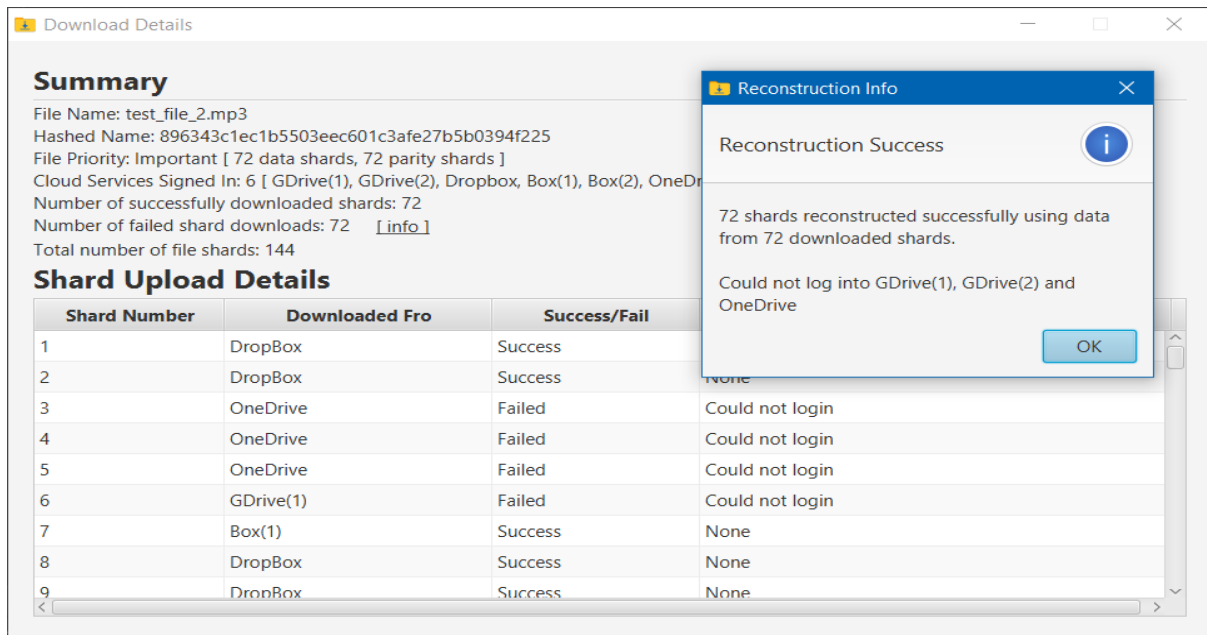 Download Details
Summary
File Name: test_file_2.mp3
Hashed Name: 896343c1ec1b5503eec601c3afe27b5b0394f225
File Priority: Important [ 72 data shards, 72 parity shards ]
Cloud Services Signed In: 6 [ GDrive(1), GDrive(2), Dropbox, Box(1), Box(2), OneDr
Number of successfully downloaded shards: 72
Number of failed shard downloads: 72 [ info ]
Total number of file shards: 144
Shard Upload Details
Shard Number Downloaded Fro Success/Fail
1 DropBox Success
2 DropBox Success None
3 OneDrive Failed Could not login
4 OneDrive Failed Could not login
5 OneDrive Failed Could not login
6 GDrive(1) Failed Could not login
7 Box(1) Success None
8 DropBox Success None
9 DropBox Success None
Reconstruction Info
Reconstruction Success
72 shards reconstructed successfully using data
from 72 downloaded shards.
Could not log into GDrive(1), GDrive(2) and
OneDrive
OK